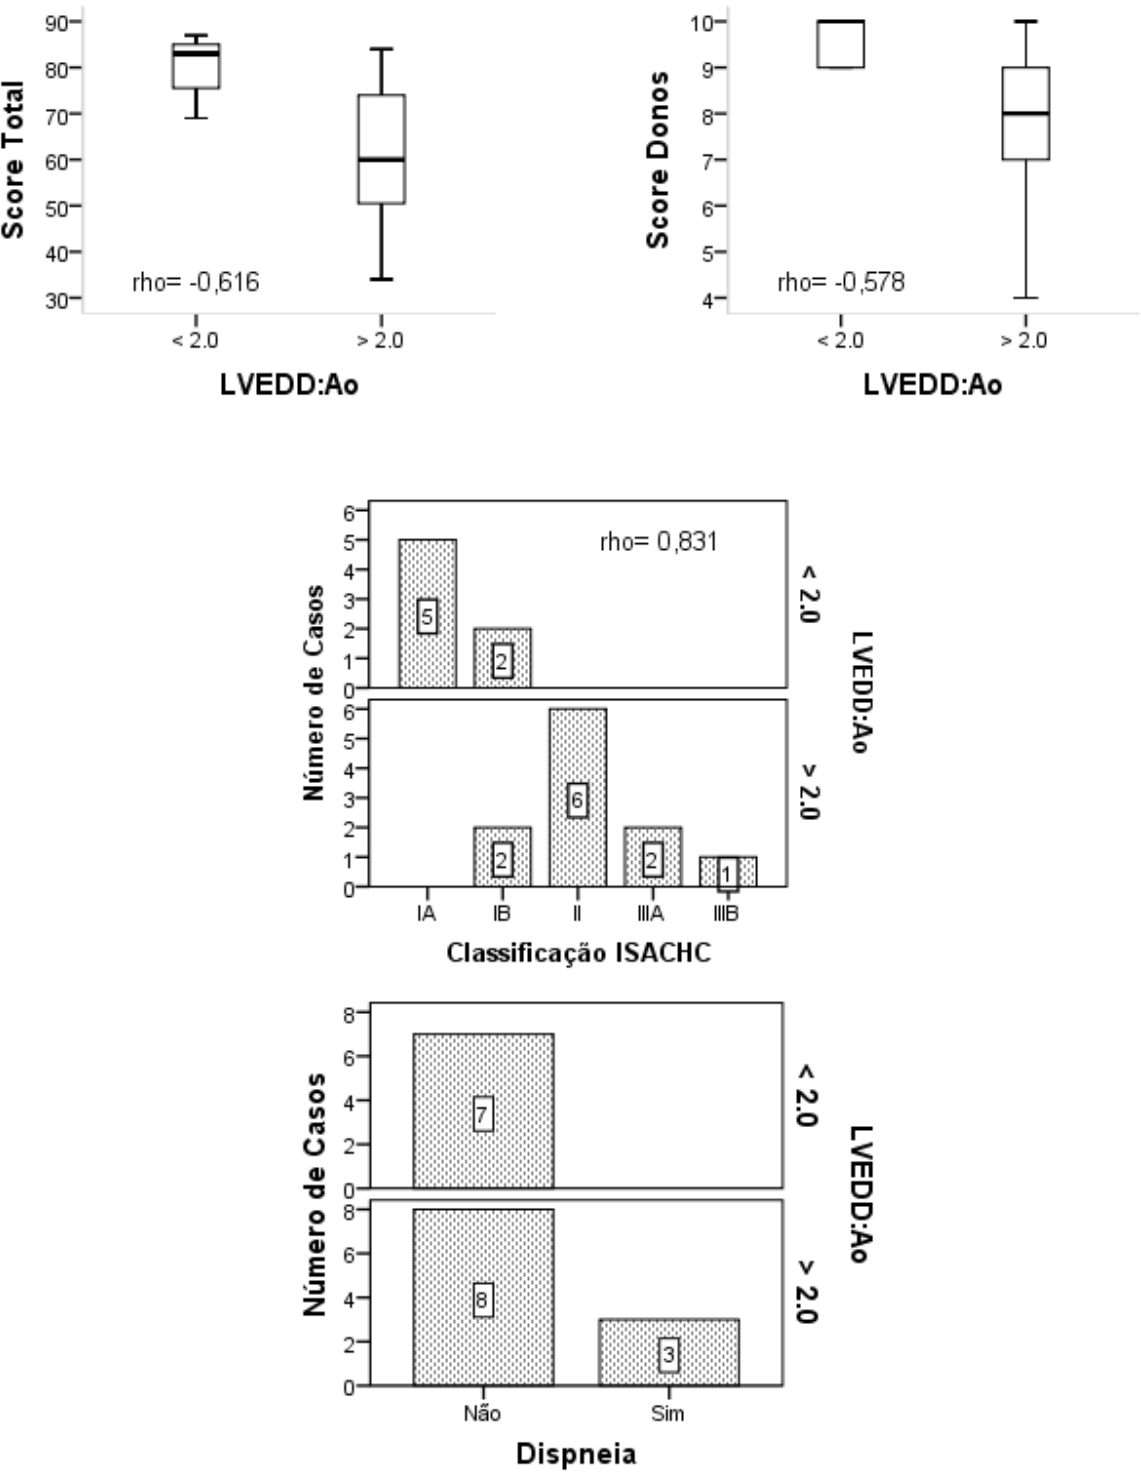 Score Total
90
80
70
60
50
40
30
rho= -0,616
< 2.0
> 2.0
LVEDD:Ao
Score Donos
10
9
8
7
6
5
4
rho= -0,578
< 2.0
> 2.0
LVEDD:Ao
Número de Casos
6
5
4
3
2
1
0
rho= 0,831
5
2
< 2.0
LVEDD:Ao
6
5
4
3
2
1
0
2
6
2
1
> 2.0
IA
IB
II
IIIA
IIIB
Classificação ISACHC
Número de Casos
8
6
4
2
0
7
< 2.0
LVEDD:Ao
8
6
4
2
0
8
3
> 2.0
Não
Sim
Dispneia